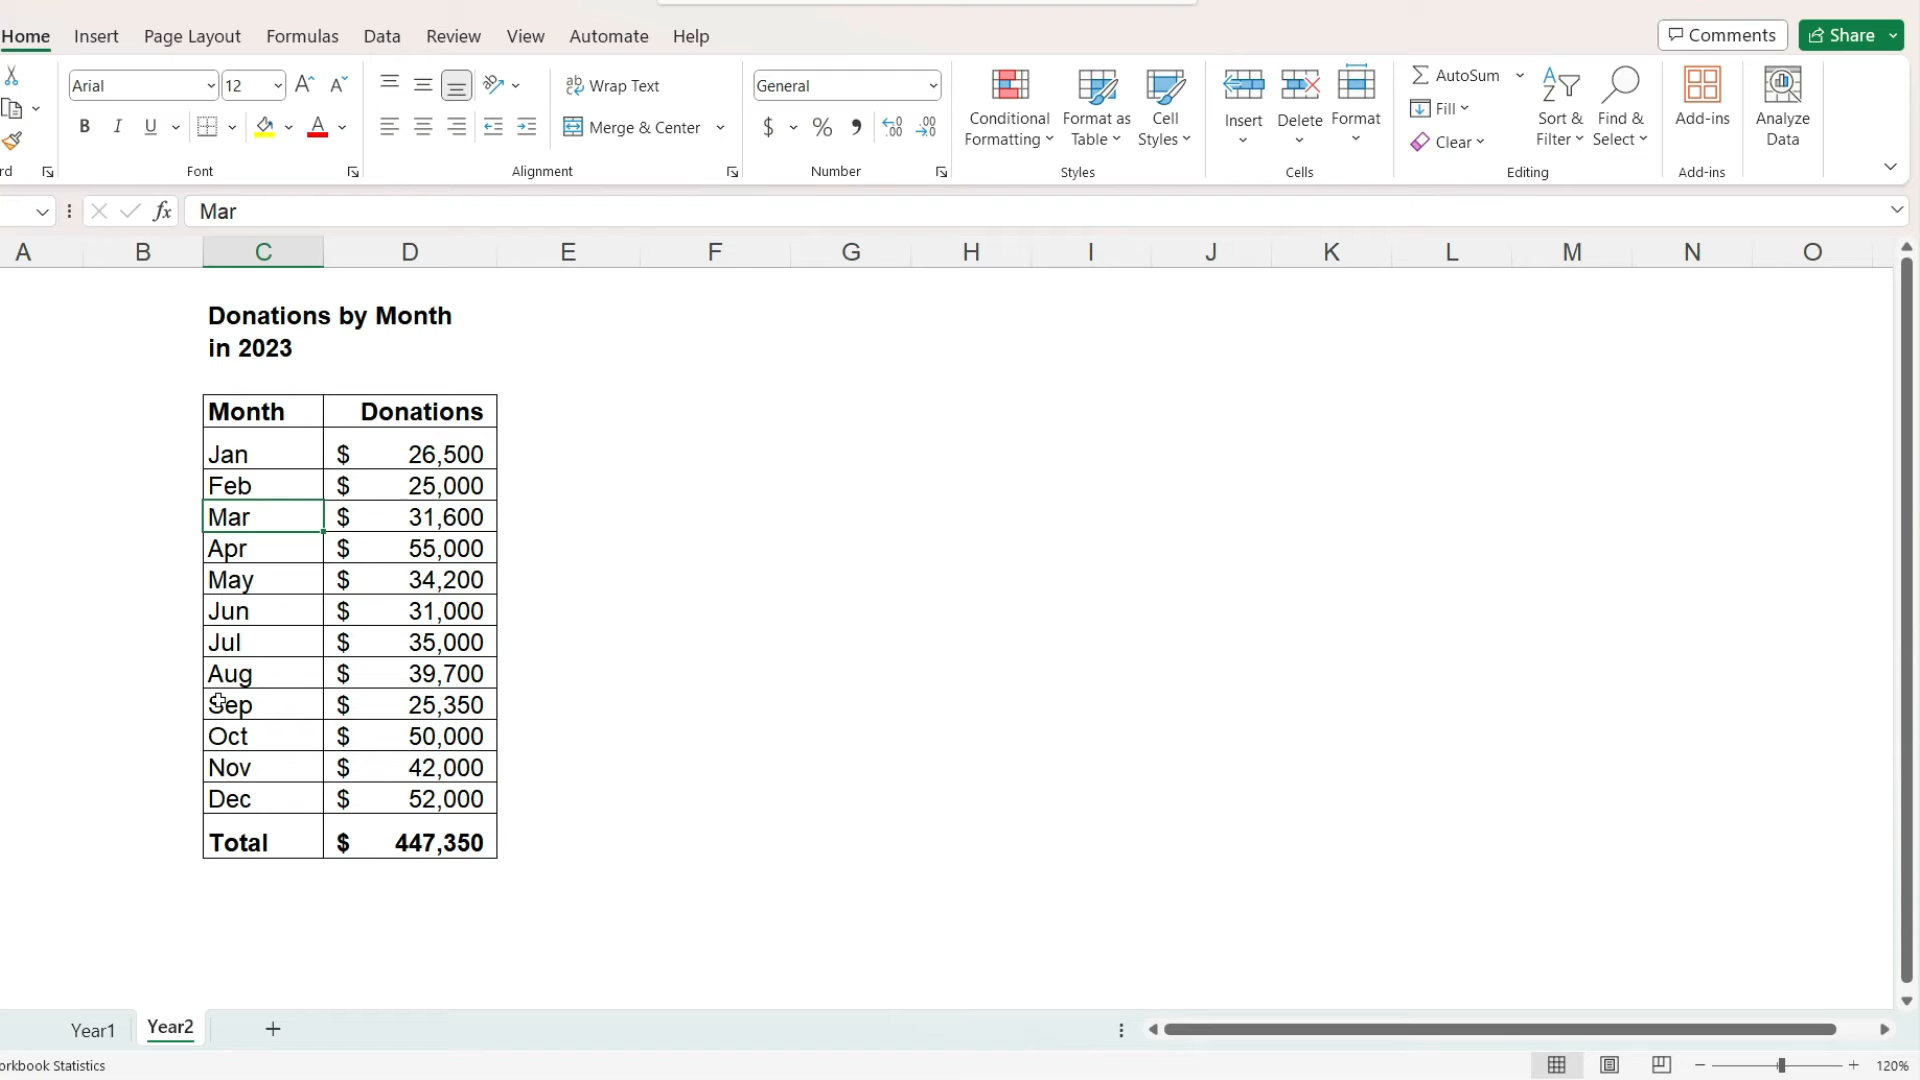 Home Insert Page Layout Formulas Data Review View Automate Help Comments Share
Arial 12 Wrap Text General AutoSum
Fill
B I U Merge & Center $ % Conditional Formatting Format as Table Cell Styles Insert Delete Format Clear Sort & Filter Find & Select Add-ins Analyze Data
rd Font Alignment Number Styles Cells Editing Add-ins
fx Mar
A B C D E F G H I J K L M N O
Donations by Month
in 2023
Month Donations
Jan $ 26,500
Feb $ 25,000
Mar $ 31,600
Apr $ 55,000
May $ 34,200
Jun $ 31,000
Jul $ 35,000
Aug $ 39,700
Sep $ 25,350
Oct $ 50,000
Nov $ 42,000
Dec $ 52,000
Total $ 447,350
Year1 Year2 +
orkbook Statistics 120%